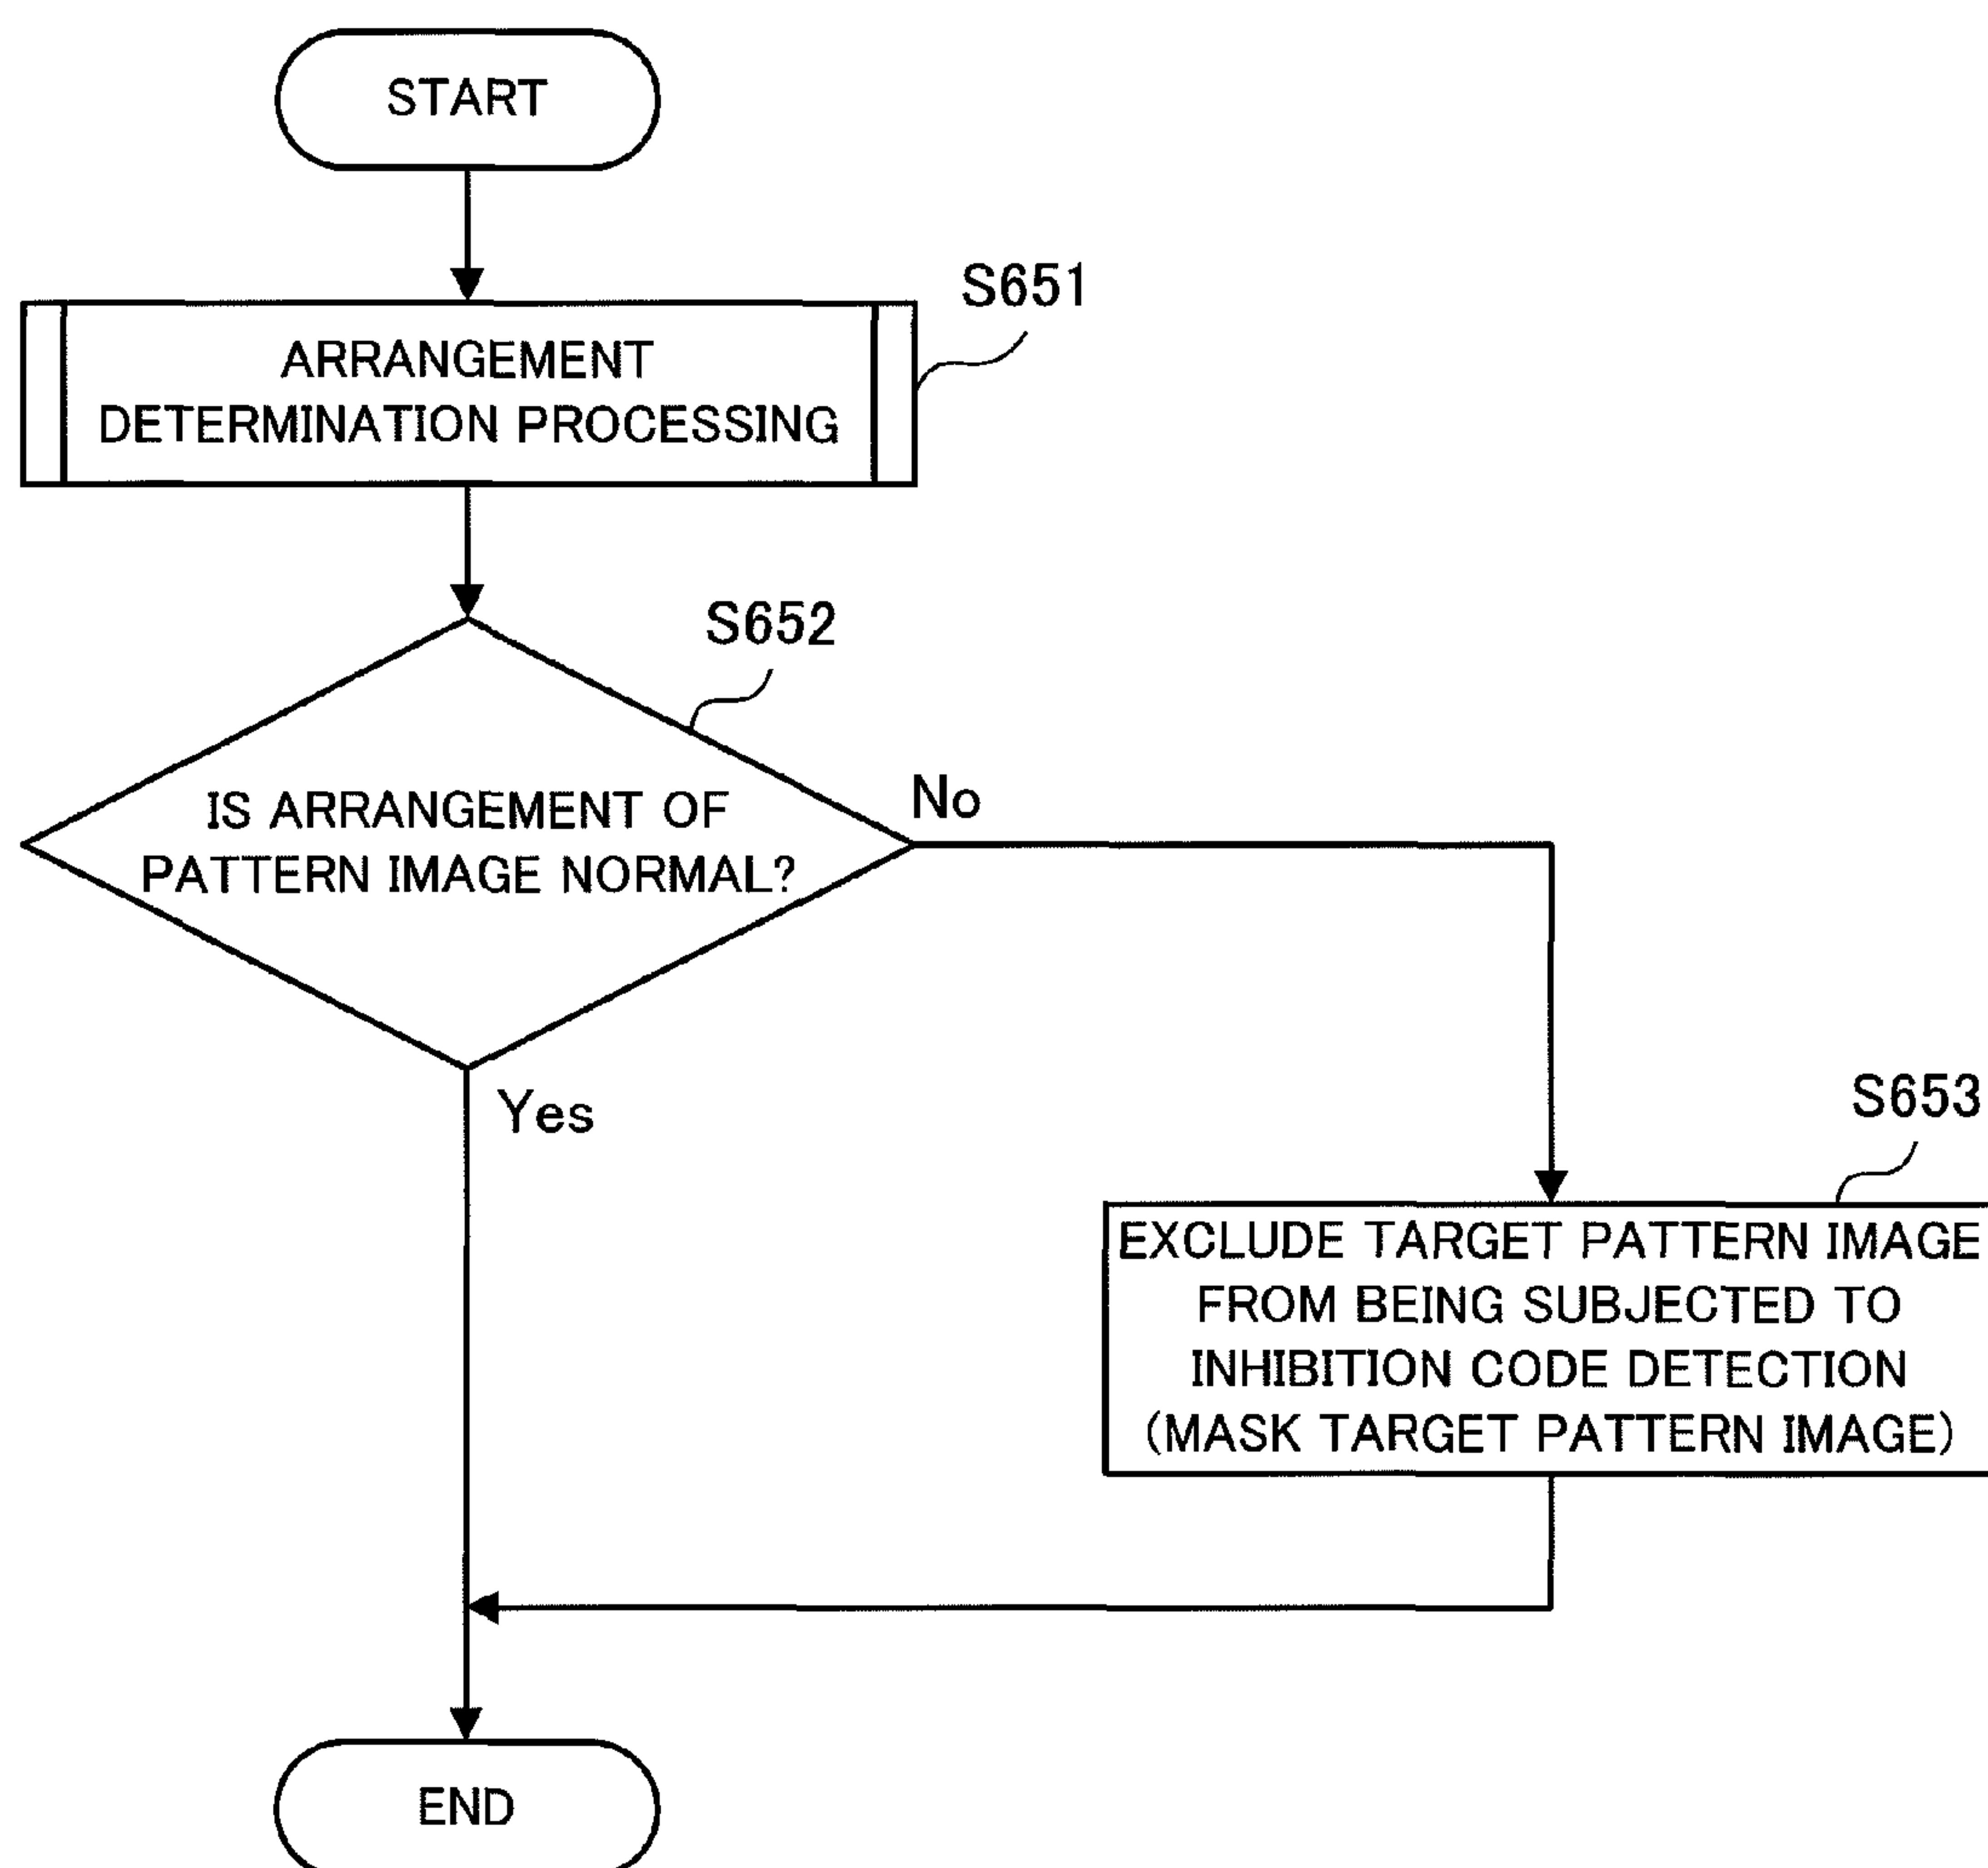 START
S651
ARRANGEMENT
DETERMINATION PROCESSING
S652
IS ARRANGEMENT OF
PATTERN IMAGE NORMAL?
No
Yes
S653
EXCLUDE TARGET PATTERN IMAGE
FROM BEING SUBJECTED TO
INHIBITION CODE DETECTION
(MASK TARGET PATTERN IMAGE)
END